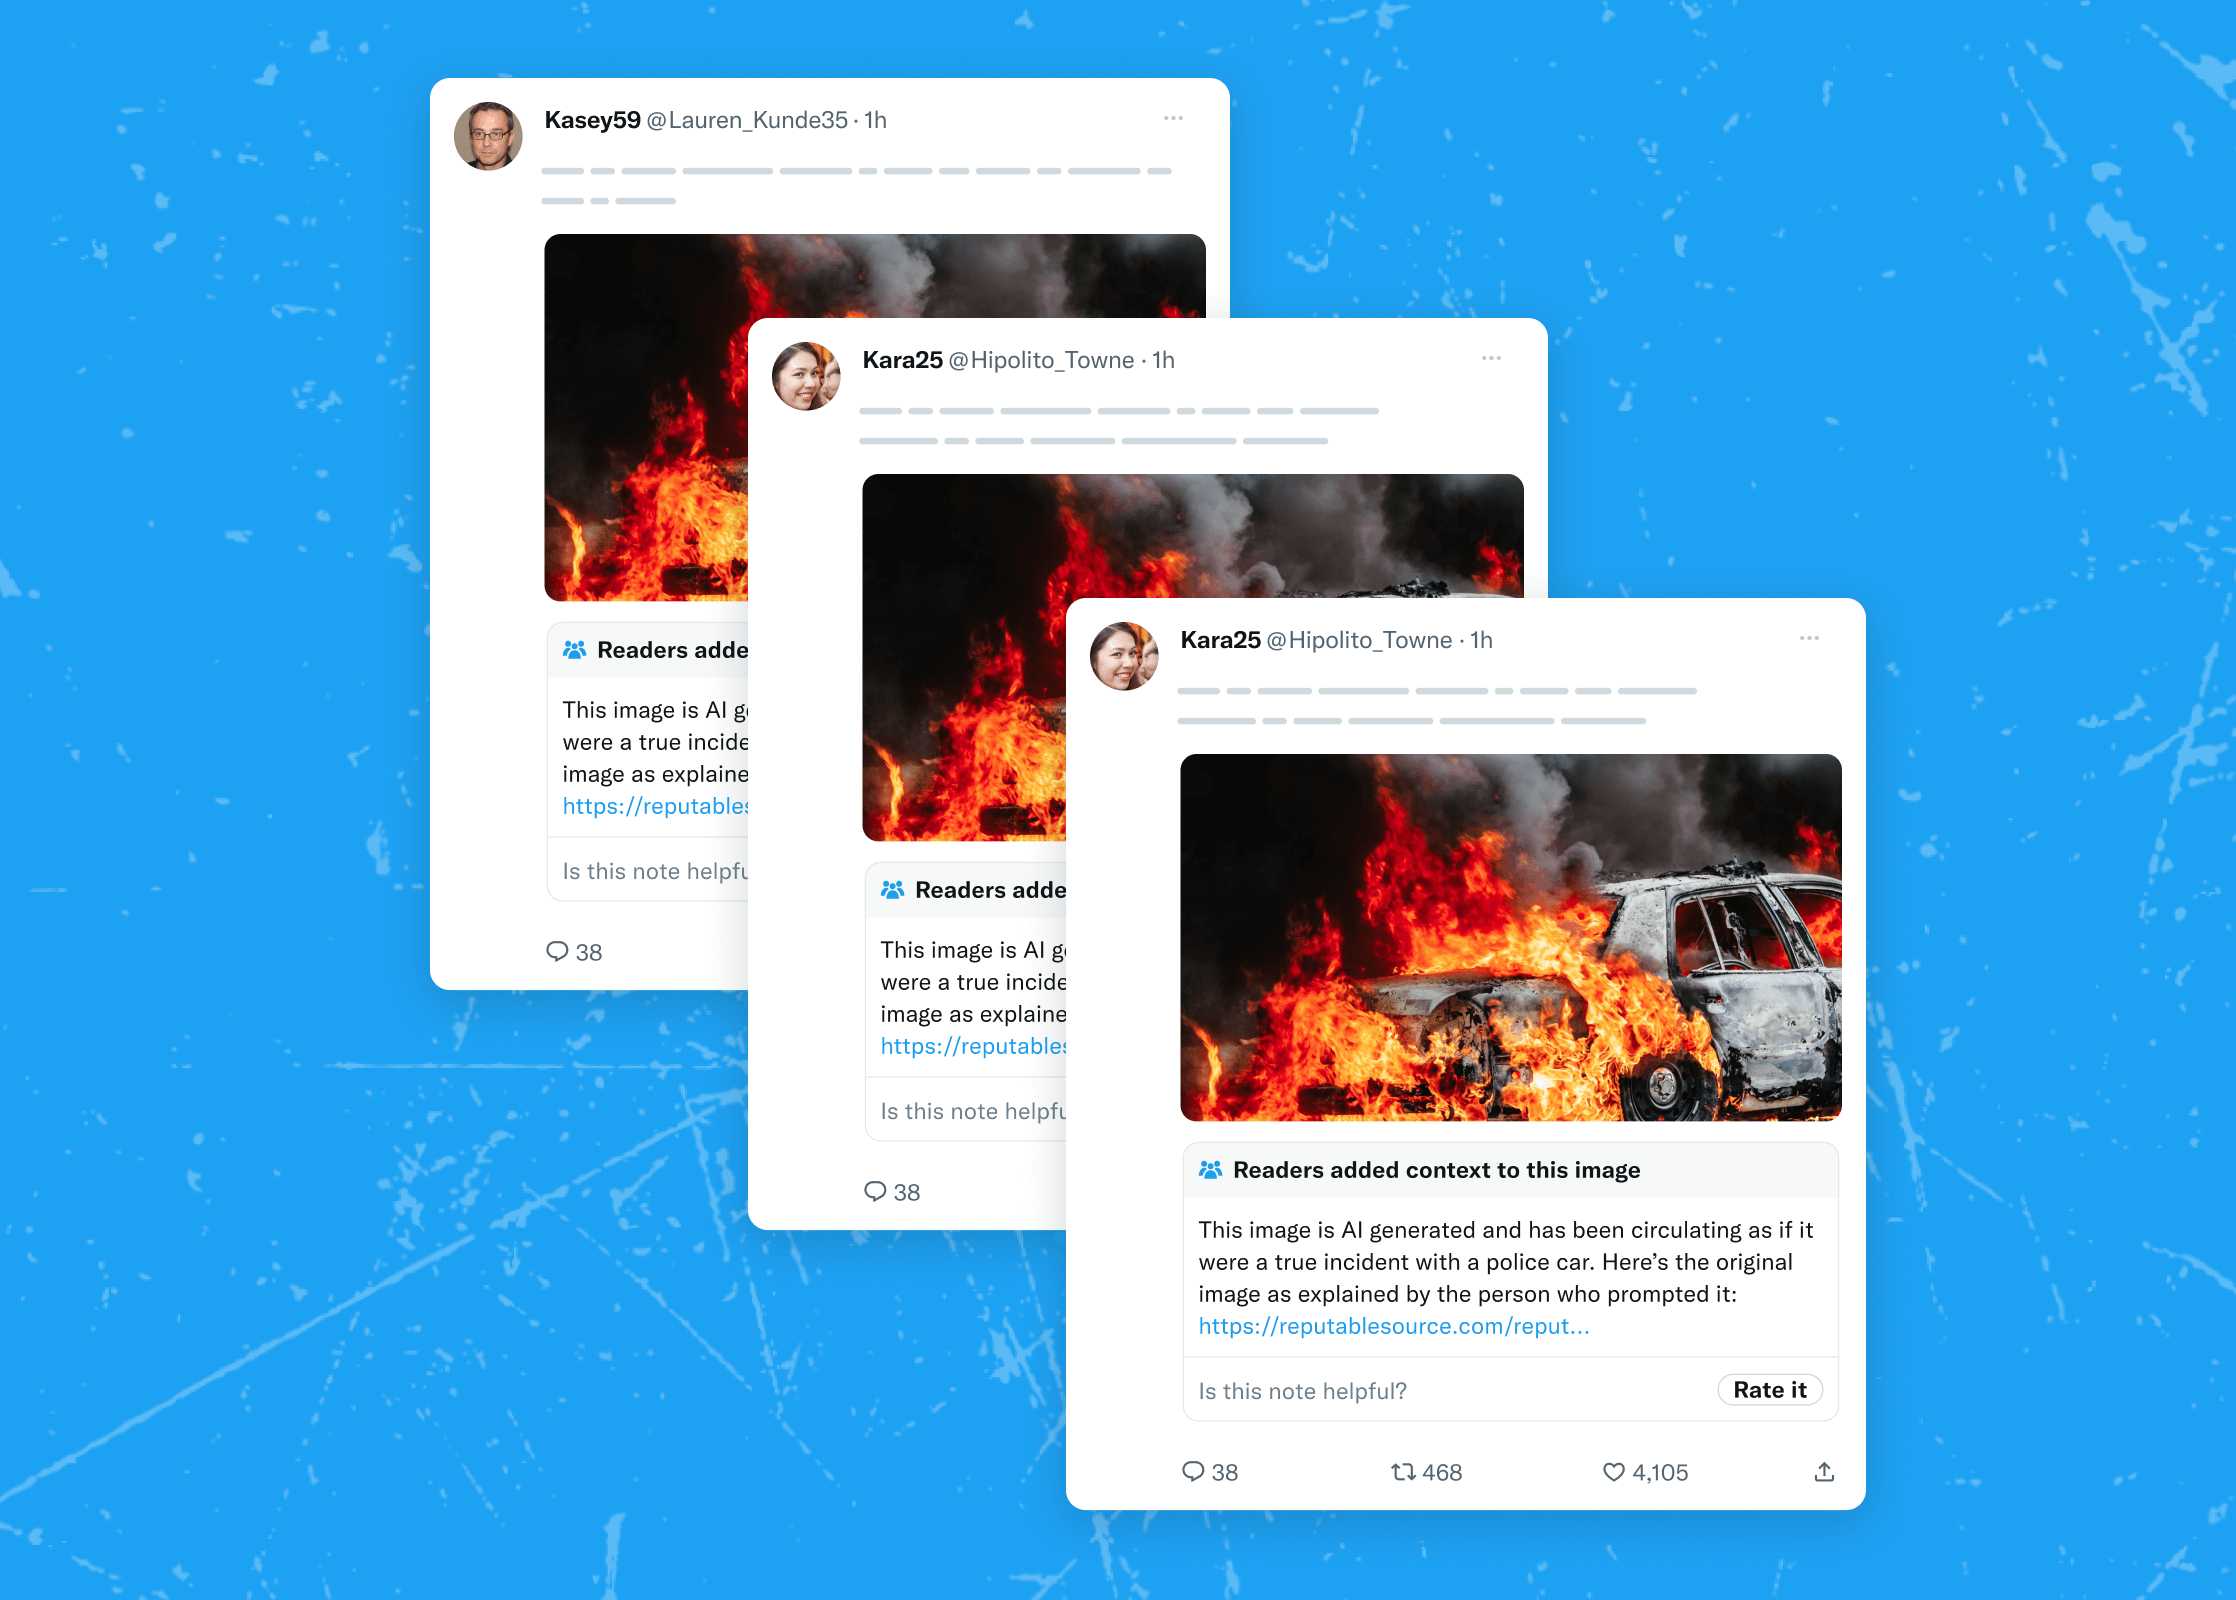 Kasey59 @Lauren_Kunde35 · 1h
Readers adde
This image is AI g
were a true incide
image as explaine
https://reputables
Is this note helpfu
38
Kara25 @Hipolito_Towne · 1h
Readers adde
This image is AI g
were a true incide
image as explaine
https://reputables
Is this note helpfu
38
Kara25 @Hipolito_Towne · 1h
Readers added context to this image
This image is AI generated and has been circulating as if it
were a true incident with a police car. Here’s the original
image as explained by the person who prompted it:
https://reputablesource.com/reput...
Is this note helpful?
Rate it
38
468
4,105